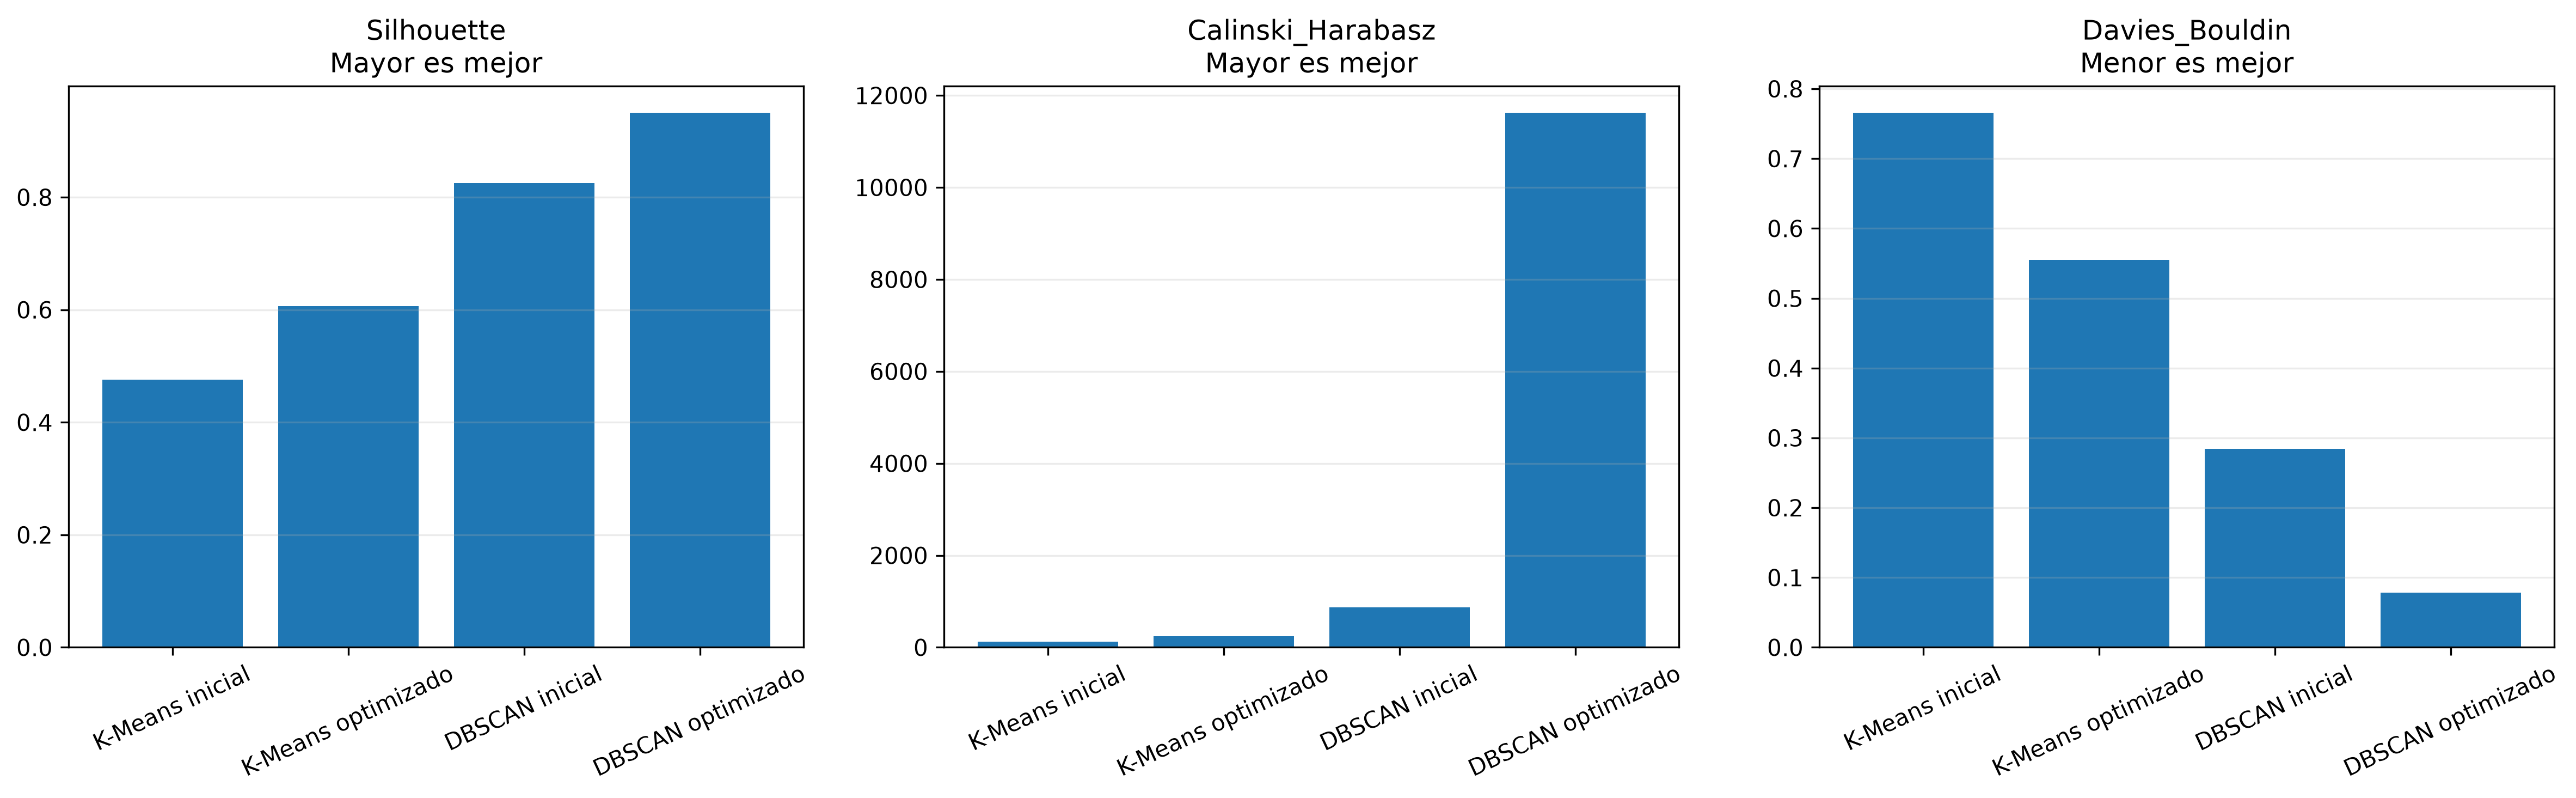 Silhouette
Mayor es mejor
0.8
0.6
0.4
0.2
0.0
K-Means inicial
K-Means optimizado
DBSCAN inicial
DBSCAN optimizado
Calinski_Harabasz
Mayor es mejor
12000
10000
8000
6000
4000
2000
0
K-Means inicial
K-Means optimizado
DBSCAN inicial
DBSCAN optimizado
Davies_Bouldin
Menor es mejor
0.8
0.7
0.6
0.5
0.4
0.3
0.2
0.1
0.0
K-Means inicial
K-Means optimizado
DBSCAN inicial
DBSCAN optimizado